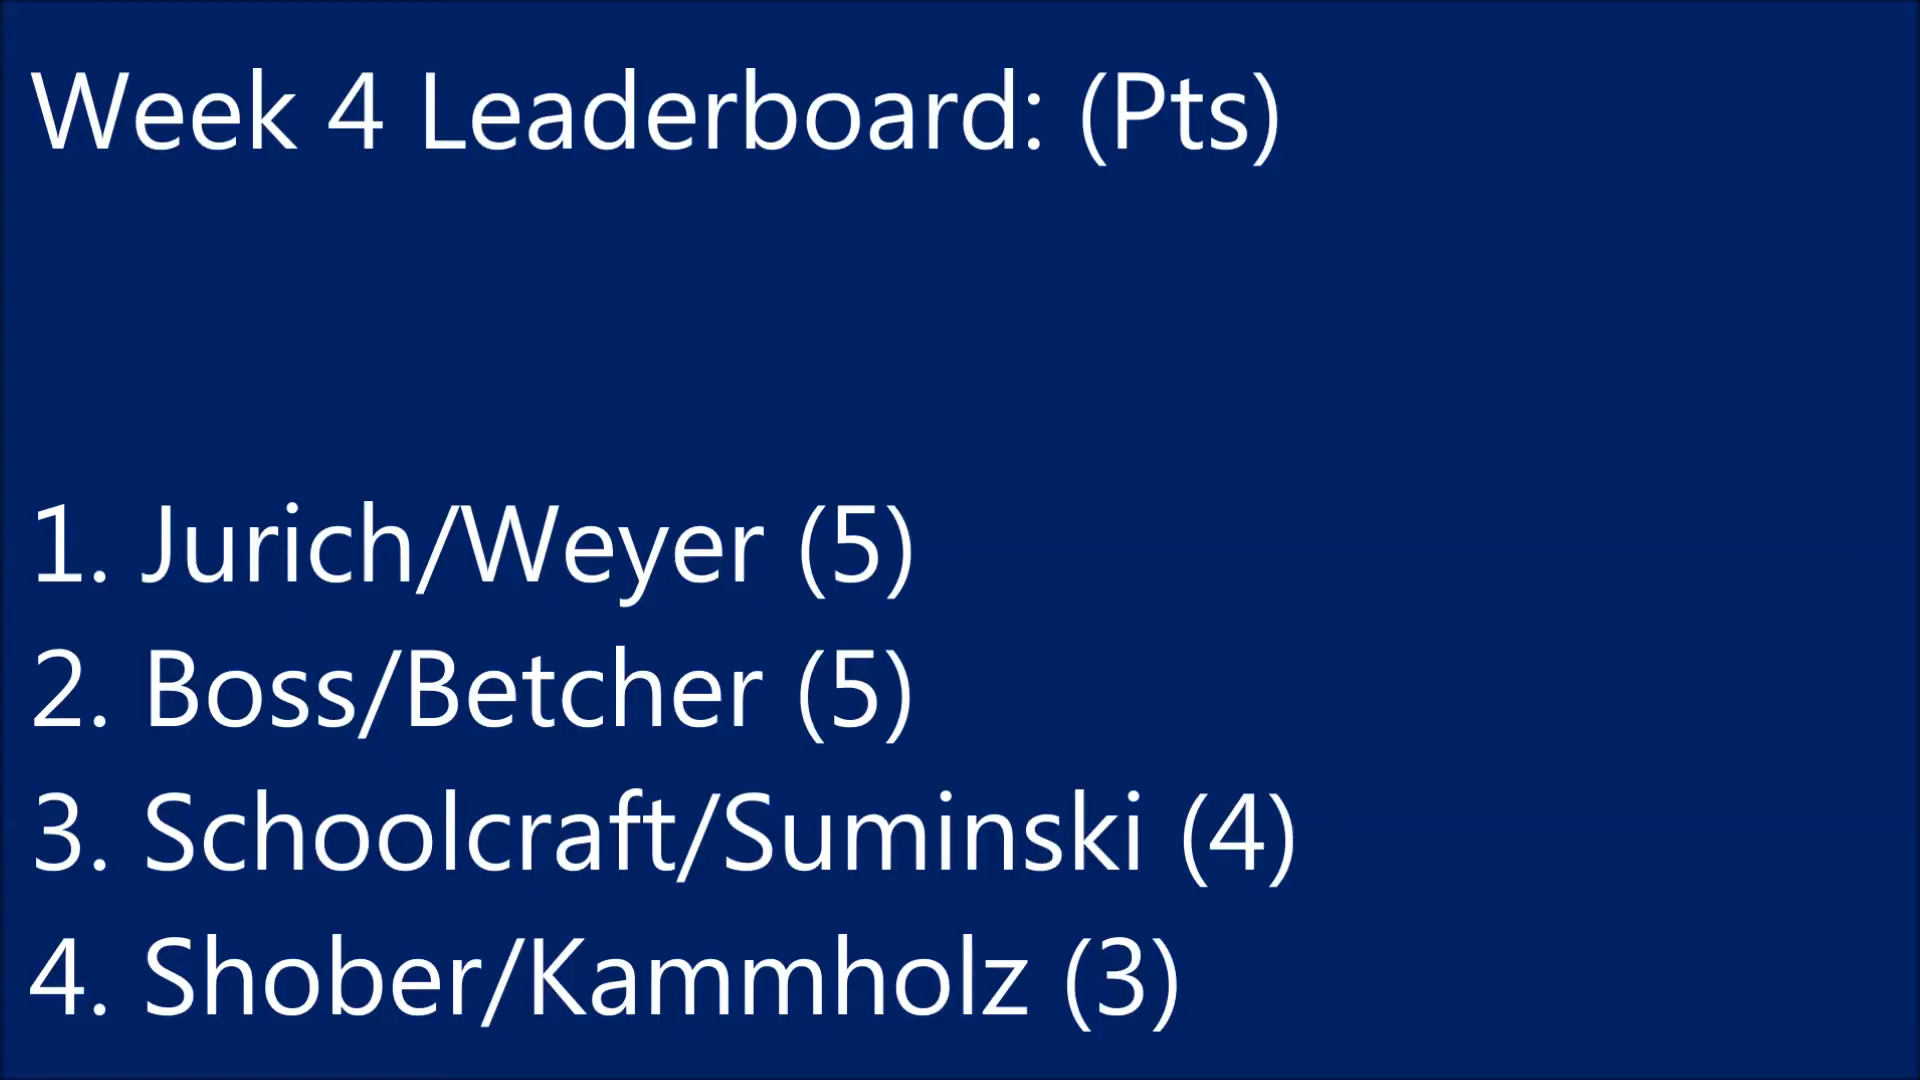 Week 4 Leaderboard: (Pts)
1. Jurich/Weyer (5)
2. Boss/Betcher (5)
3. Schoolcraft/Suminski (4)
4. Shober/Kammholz (3)